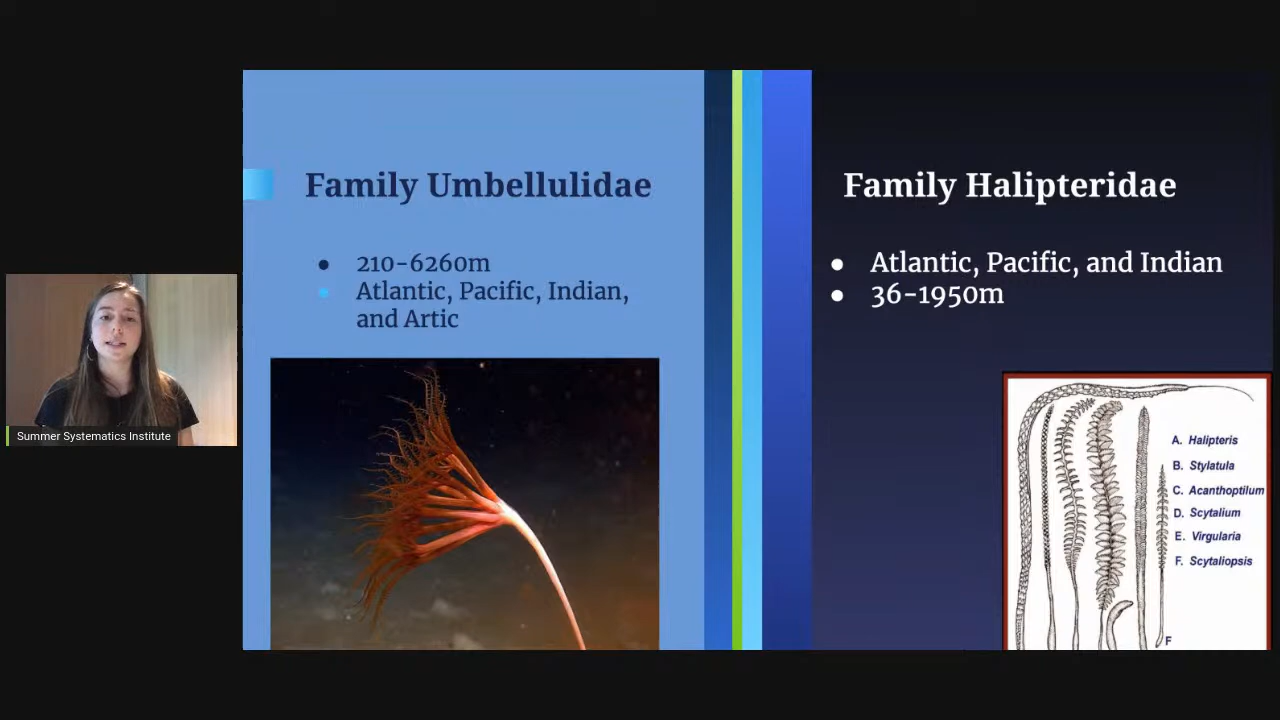 Family Umbellulidae
210-6260m
Atlantic, Pacific, Indian,
and Artic
Family Halipteridae
Atlantic, Pacific, and Indian
36-1950m
A. Halipteris
B. Stylatula
C. Acanthoptilum
D. Scytalium
E. Virgularia
F. Scytaliopsis
F
Summer Systematics Institute